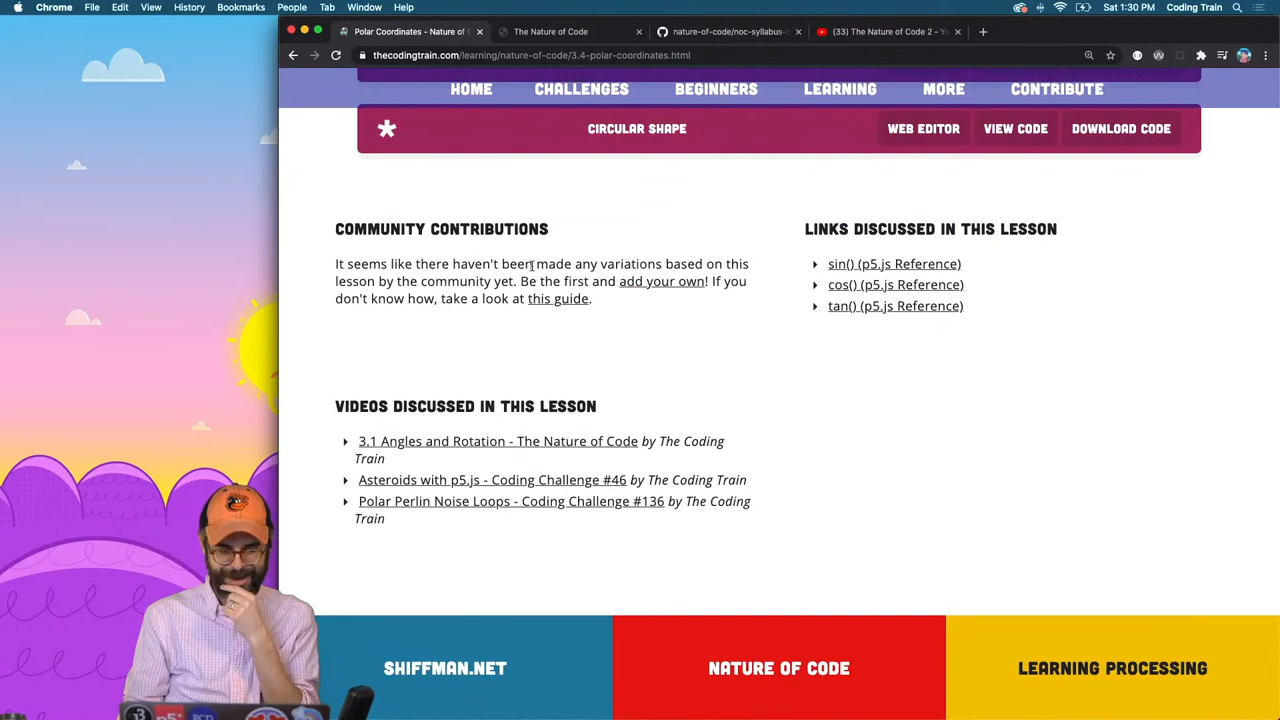 Chrome File Edit View History Bookmarks People Tab Window Help
Sat 1:30 PM Coding Train
Polar Coordinates - Nature of C
The Nature of Code
nature-of-code/noc-syllabus-
(33) The Nature of Code 2 - Yo
thecodingtrain.com/learning/nature-of-code/3.4-polar-coordinates.html
HOME CHALLENGES BEGINNERS LEARNING MORE CONTRIBUTE
* CIRCULAR SHAPE WEB EDITOR VIEW CODE DOWNLOAD CODE
COMMUNITY CONTRIBUTIONS
It seems like there haven't been made any variations based on this
lesson by the community yet. Be the first and add your own! If you
don't know how, take a look at this guide.
LINKS DISCUSSED IN THIS LESSON
sin() (p5.js Reference)
cos() (p5.js Reference)
tan() (p5.js Reference)
VIDEOS DISCUSSED IN THIS LESSON
3.1 Angles and Rotation - The Nature of Code by The Coding
Train
Asteroids with p5.js - Coding Challenge #46 by The Coding Train
Polar Perlin Noise Loops - Coding Challenge #136 by The Coding
Train
SHIFFMAN.NET NATURE OF CODE LEARNING PROCESSING